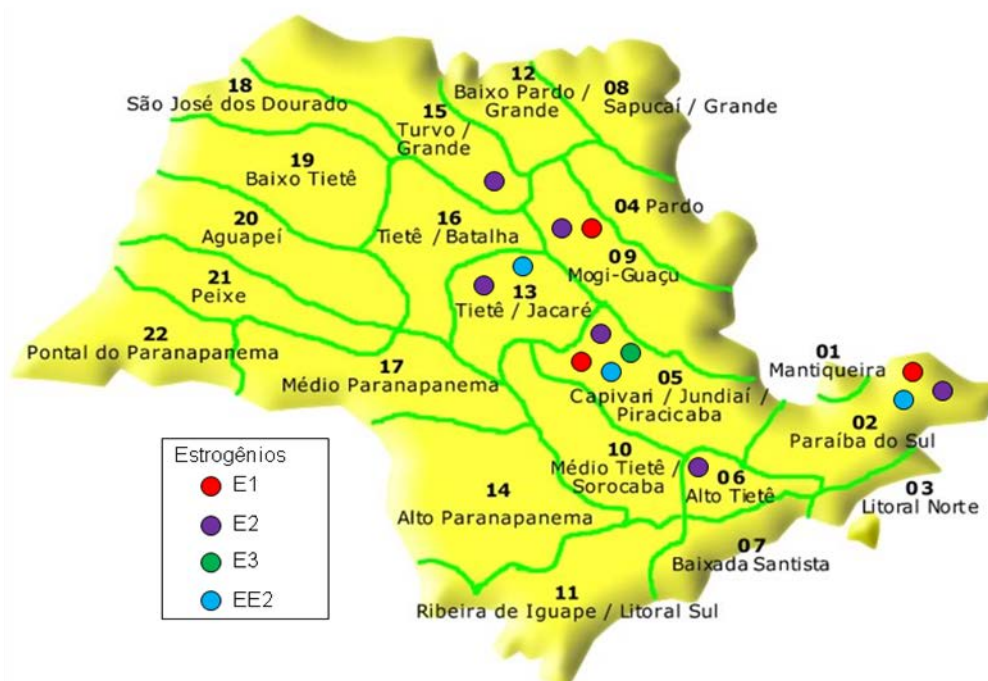 18
São José dos Dourado
12
Baixo Pardo /
Grande
08
Sapucaí / Grande
15
Turvo /
Grande
19
Baixo Tietê
04 Pardo
16
Tietê / Batalha
20
Aguapeí
09
Mogi-Guaçu
21
Peixe
13
Tietê / Jacaré
22
Pontal do Paranapanema
17
Médio Paranapanema
01
Mantiqueira
05
Capivari / Jundiaí /
Piracicaba
02
Paraíba do Sul
10
Médio Tietê /
Sorocaba
06
Alto Tietê
03
Litoral Norte
14
Alto Paranapanema
07
Baixada Santista
11
Ribeira de Iguape / Litoral Sul
Estrogênios
E1
E2
E3
EE2